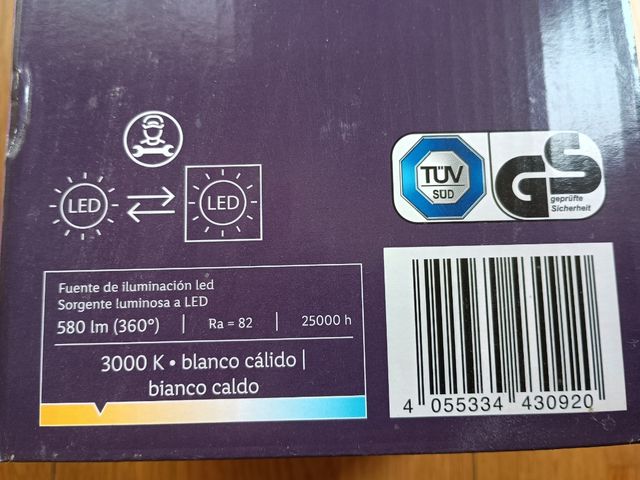 LED
LED
TÜV
SÜD
GS
geprüfte
Sicherheit
Fuente de iluminación led
Sorgente luminosa a LED
580 lm (360°) | Ra = 82 | 25000 h
3000 K • blanco cálido |
bianco caldo
4 055334 430920